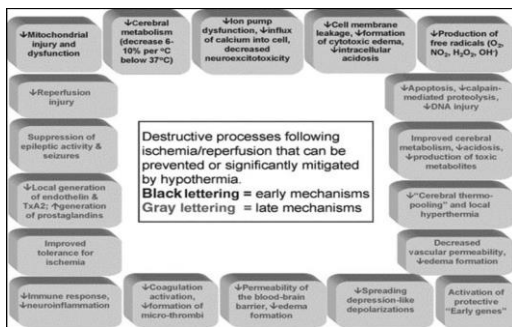 ↓Mitochondrial
injury and
dysfunction
↓Cerebral
metabolism
(decrease 6-
10% per ºC
below 37ºC)
↓Ion pump
dysfunction, ↓influx
of calcium into cell,
decreased
neuroexcitotoxicity
↓Cell membrane
leakage, ↓formation
of cytotoxic edema,
↓intracellular
acidosis
↓Production of
free radicals (O₂,
NO₂, H₂O₂, OH-)
↓Reperfusion
injury
↓Apoptosis, ↓calpain-
mediated proteolysis,
↓DNA injury
Suppression of
epileptic activity &
seizures
Improved cerebral
metabolism, ↓acidosis,
↓production of toxic
metabolites
Destructive processes following
ischemia/reperfusion that can be
prevented or significantly mitigated
by hypothermia.
Black lettering = early mechanisms
Gray lettering = late mechanisms
↓Local generation
of endothelin &
TxA2; ↑generation
of prostaglandins
↓"Cerebral thermo-
pooling" and local
hyperthermia
Improved
tolerance for
ischemia
Decreased
vascular permeability,
↓edema formation
↓Immune response,
↓neuroinflammation
↓Coagulation
activation,
↓formation of
micro-thrombi
↓Permeability of
the blood-brain
barrier, ↓edema
formation
↓Spreading
depression-like
depolarizations
Activation of
protective
"Early genes"